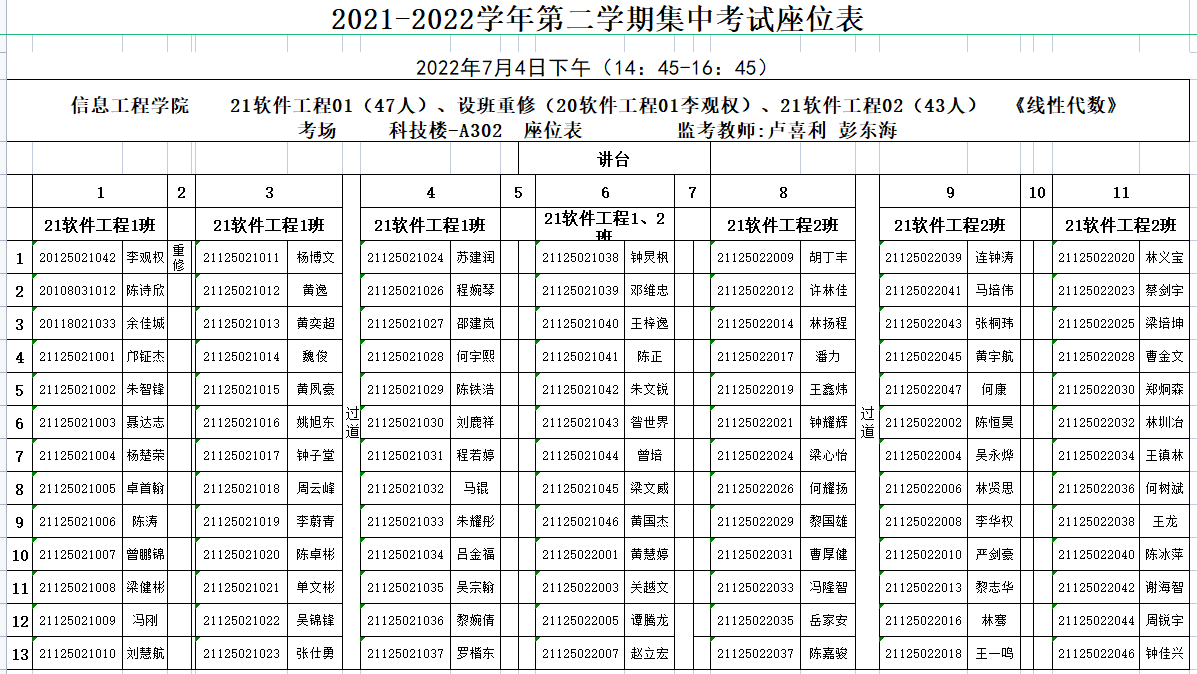 2021-2022学年第二学期集中考试座位表
2022年7月4日下午（14：45-16：45）
信息工程学院 21软件工程01（47人）、设班重修（20软件工程01李观权）、21软件工程02（43人） 《线性代数》
考场 科技楼-A302 座位表 监考教师:卢喜利 彭东海
讲台
1 2 3 4 5 6 7 8 9 10 11
21软件工程1班 21软件工程1班 21软件工程1班 21软件工程1、2班 21软件工程2班 21软件工程2班 21软件工程2班
1 20125021042 李观权 重修 21125021011 杨博文 21125021024 苏建润 21125021038 钟炅枫 21125022009 胡丁丰 21125022039 连钟涛 21125022020 林义宝
2 20108031012 陈诗欣 21125021012 黄逸 21125021026 程婉琴 21125021039 邓维忠 21125022012 许林佳 21125022041 马培伟 21125022023 蔡剑宇
3 20118021033 余佳城 21125021013 黄奕超 21125021027 邵建岚 21125021040 王梓逸 21125022014 林扬程 21125022043 张桐玮 21125022025 梁培坤
4 21125021001 邝钲杰 21125021014 魏俊 21125021028 何宇熙 21125021041 陈正 21125022017 潘力 21125022045 黄宇航 21125022028 曹金文
5 21125021002 朱智锋 21125021015 黄夙豪 21125021029 陈铁浩 21125021042 朱文锐 21125022019 王鑫炜 21125022047 何康 21125022030 郑炯森
6 21125021003 聂达志 21125021016 姚旭东 过道 21125021030 刘鹿祥 21125021043 昝世界 21125022021 钟耀辉 过道 21125022002 陈恒昊 21125022032 林圳冶
7 21125021004 杨楚荣 21125021017 钟子堂 21125021031 程若婷 21125021044 曾培 21125022024 梁心怡 21125022004 吴永烨 21125022034 王镇林
8 21125021005 卓首翰 21125021018 周云峰 21125021032 马锟 21125021045 梁文威 21125022026 何耀扬 21125022006 林贤思 21125022036 何树斌
9 21125021006 陈涛 21125021019 李蔚青 21125021033 朱耀彤 21125021046 黄国杰 21125022029 黎国雄 21125022008 李华权 21125022038 王龙
10 21125021007 曾鹏锦 21125021020 陈卓彬 21125021034 吕金福 21125022001 黄慧婷 21125022031 曹厚健 21125022010 严剑豪 21125022040 陈冰萍
11 21125021008 梁健彬 21125021021 单文彬 21125021035 吴宗翰 21125022003 关越文 21125022033 冯隆智 21125022013 黎志华 21125022042 谢海智
12 21125021009 冯刚 21125021022 吴锦锋 21125021036 黎婉倩 21125022005 谭腾龙 21125022035 岳家安 21125022016 林骞 21125022044 周锐宇
13 21125021010 刘慧航 21125021023 张仕勇 21125021037 罗楷东 21125022007 赵立宏 21125022037 陈嘉骏 21125022018 王一鸣 21125022046 钟佳兴